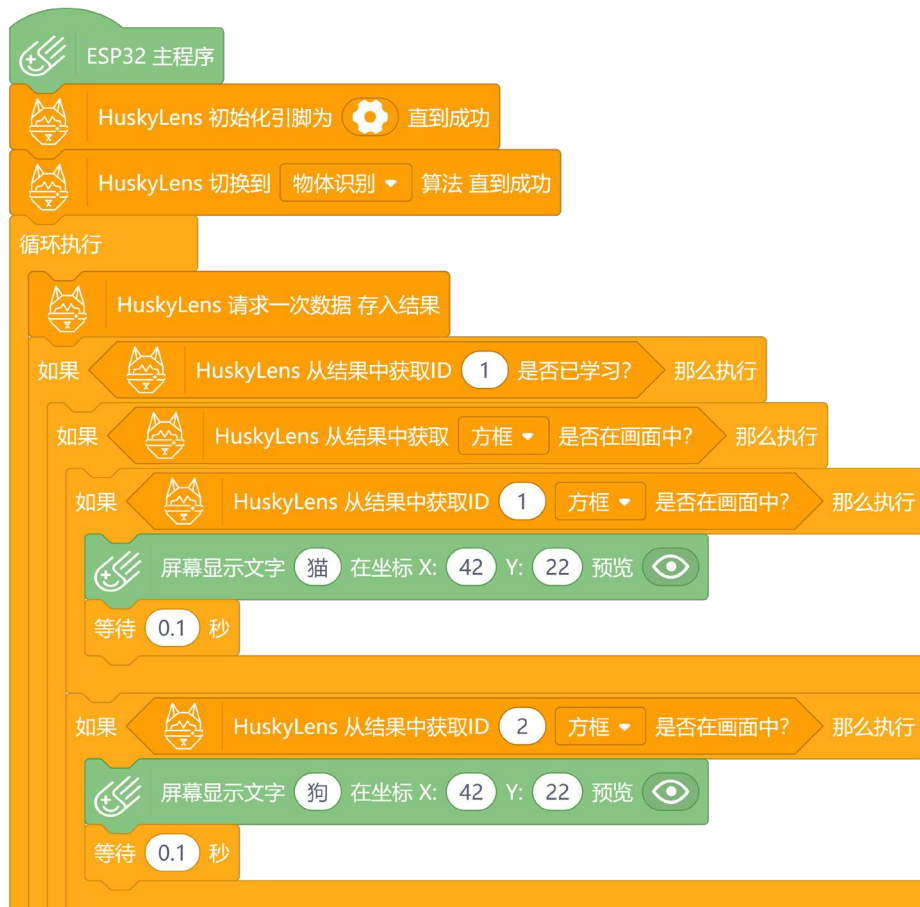 ESP32 主程序
HuskyLens 初始化引脚为 直到成功
HuskyLens 切换到 物体识别 算法 直到成功
循环执行
HuskyLens 请求一次数据 存入结果
如果 HuskyLens 从结果中获取ID 1 是否已学习? 那么执行
如果 HuskyLens 从结果中获取 方框 是否在画面中? 那么执行
如果 HuskyLens 从结果中获取ID 1 方框 是否在画面中? 那么执行
屏幕显示文字 猫 在坐标 X: 42 Y: 22 预览
等待 0.1 秒
如果 HuskyLens 从结果中获取ID 2 方框 是否在画面中? 那么执行
屏幕显示文字 狗 在坐标 X: 42 Y: 22 预览
等待 0.1 秒